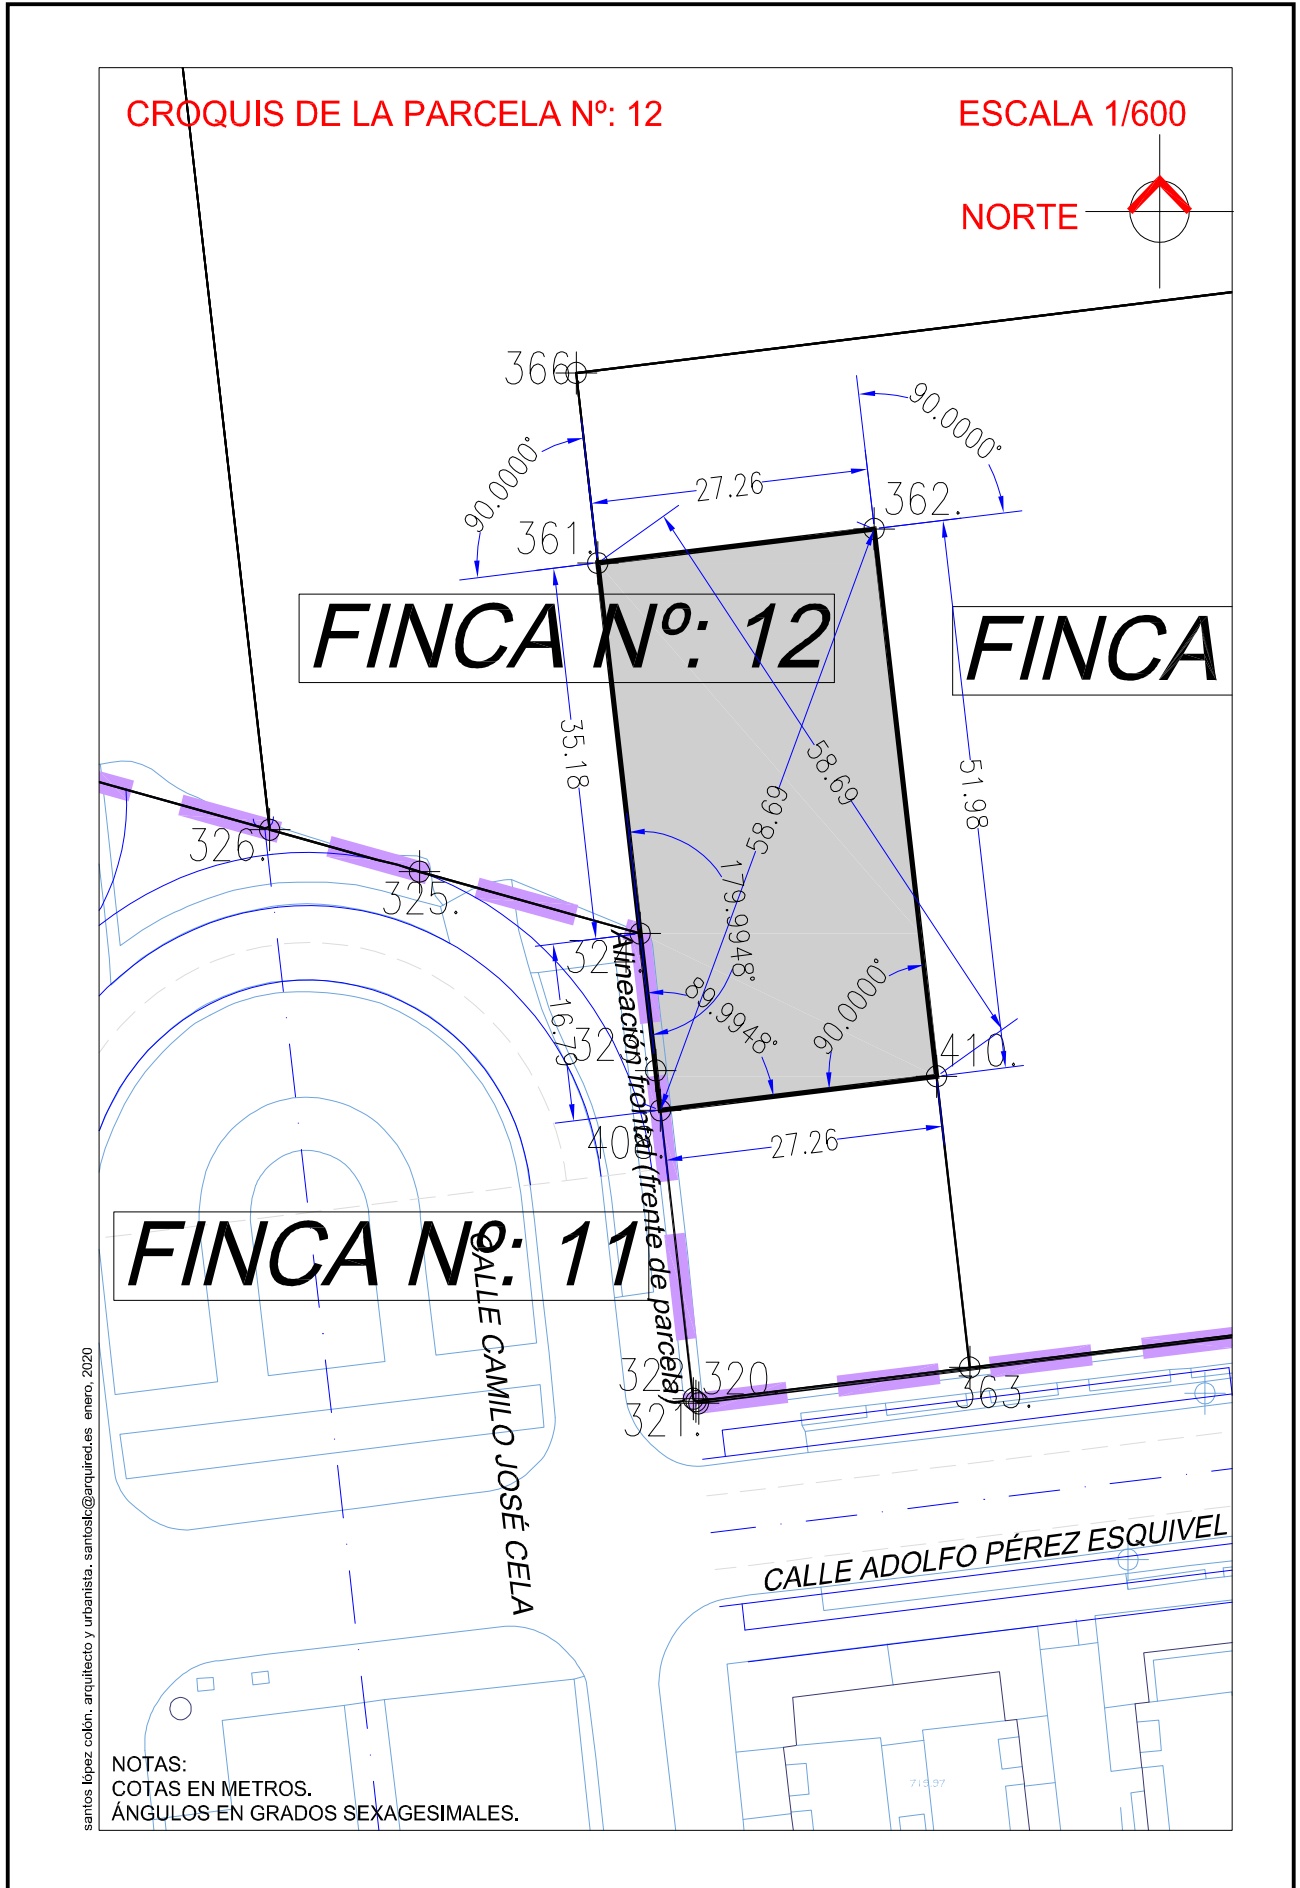 CROQUIS DE LA PARCELA Nº: 12
ESCALA 1/600
NORTE
366
90.0000°
90.0000°
27.26
362.
361.
FINCA Nº: 12
FINCA
35.18
58.69
58.69
51.98
326.
325.
179.9948°
89.9948°
90.0000°
16.79
410.
Alineación frontal (frente de parcela)
27.26
FINCA Nº: 11
CALLE CAMILO JOSÉ CELA
320
321.
363.
CALLE ADOLFO PÉREZ ESQUIVEL
719.97
NOTAS:
COTAS EN METROS.
ÁNGULOS EN GRADOS SEXAGESIMALES.
santos lópez colón. arquitecto y urbanista. santoslc@arquired.es enero, 2020